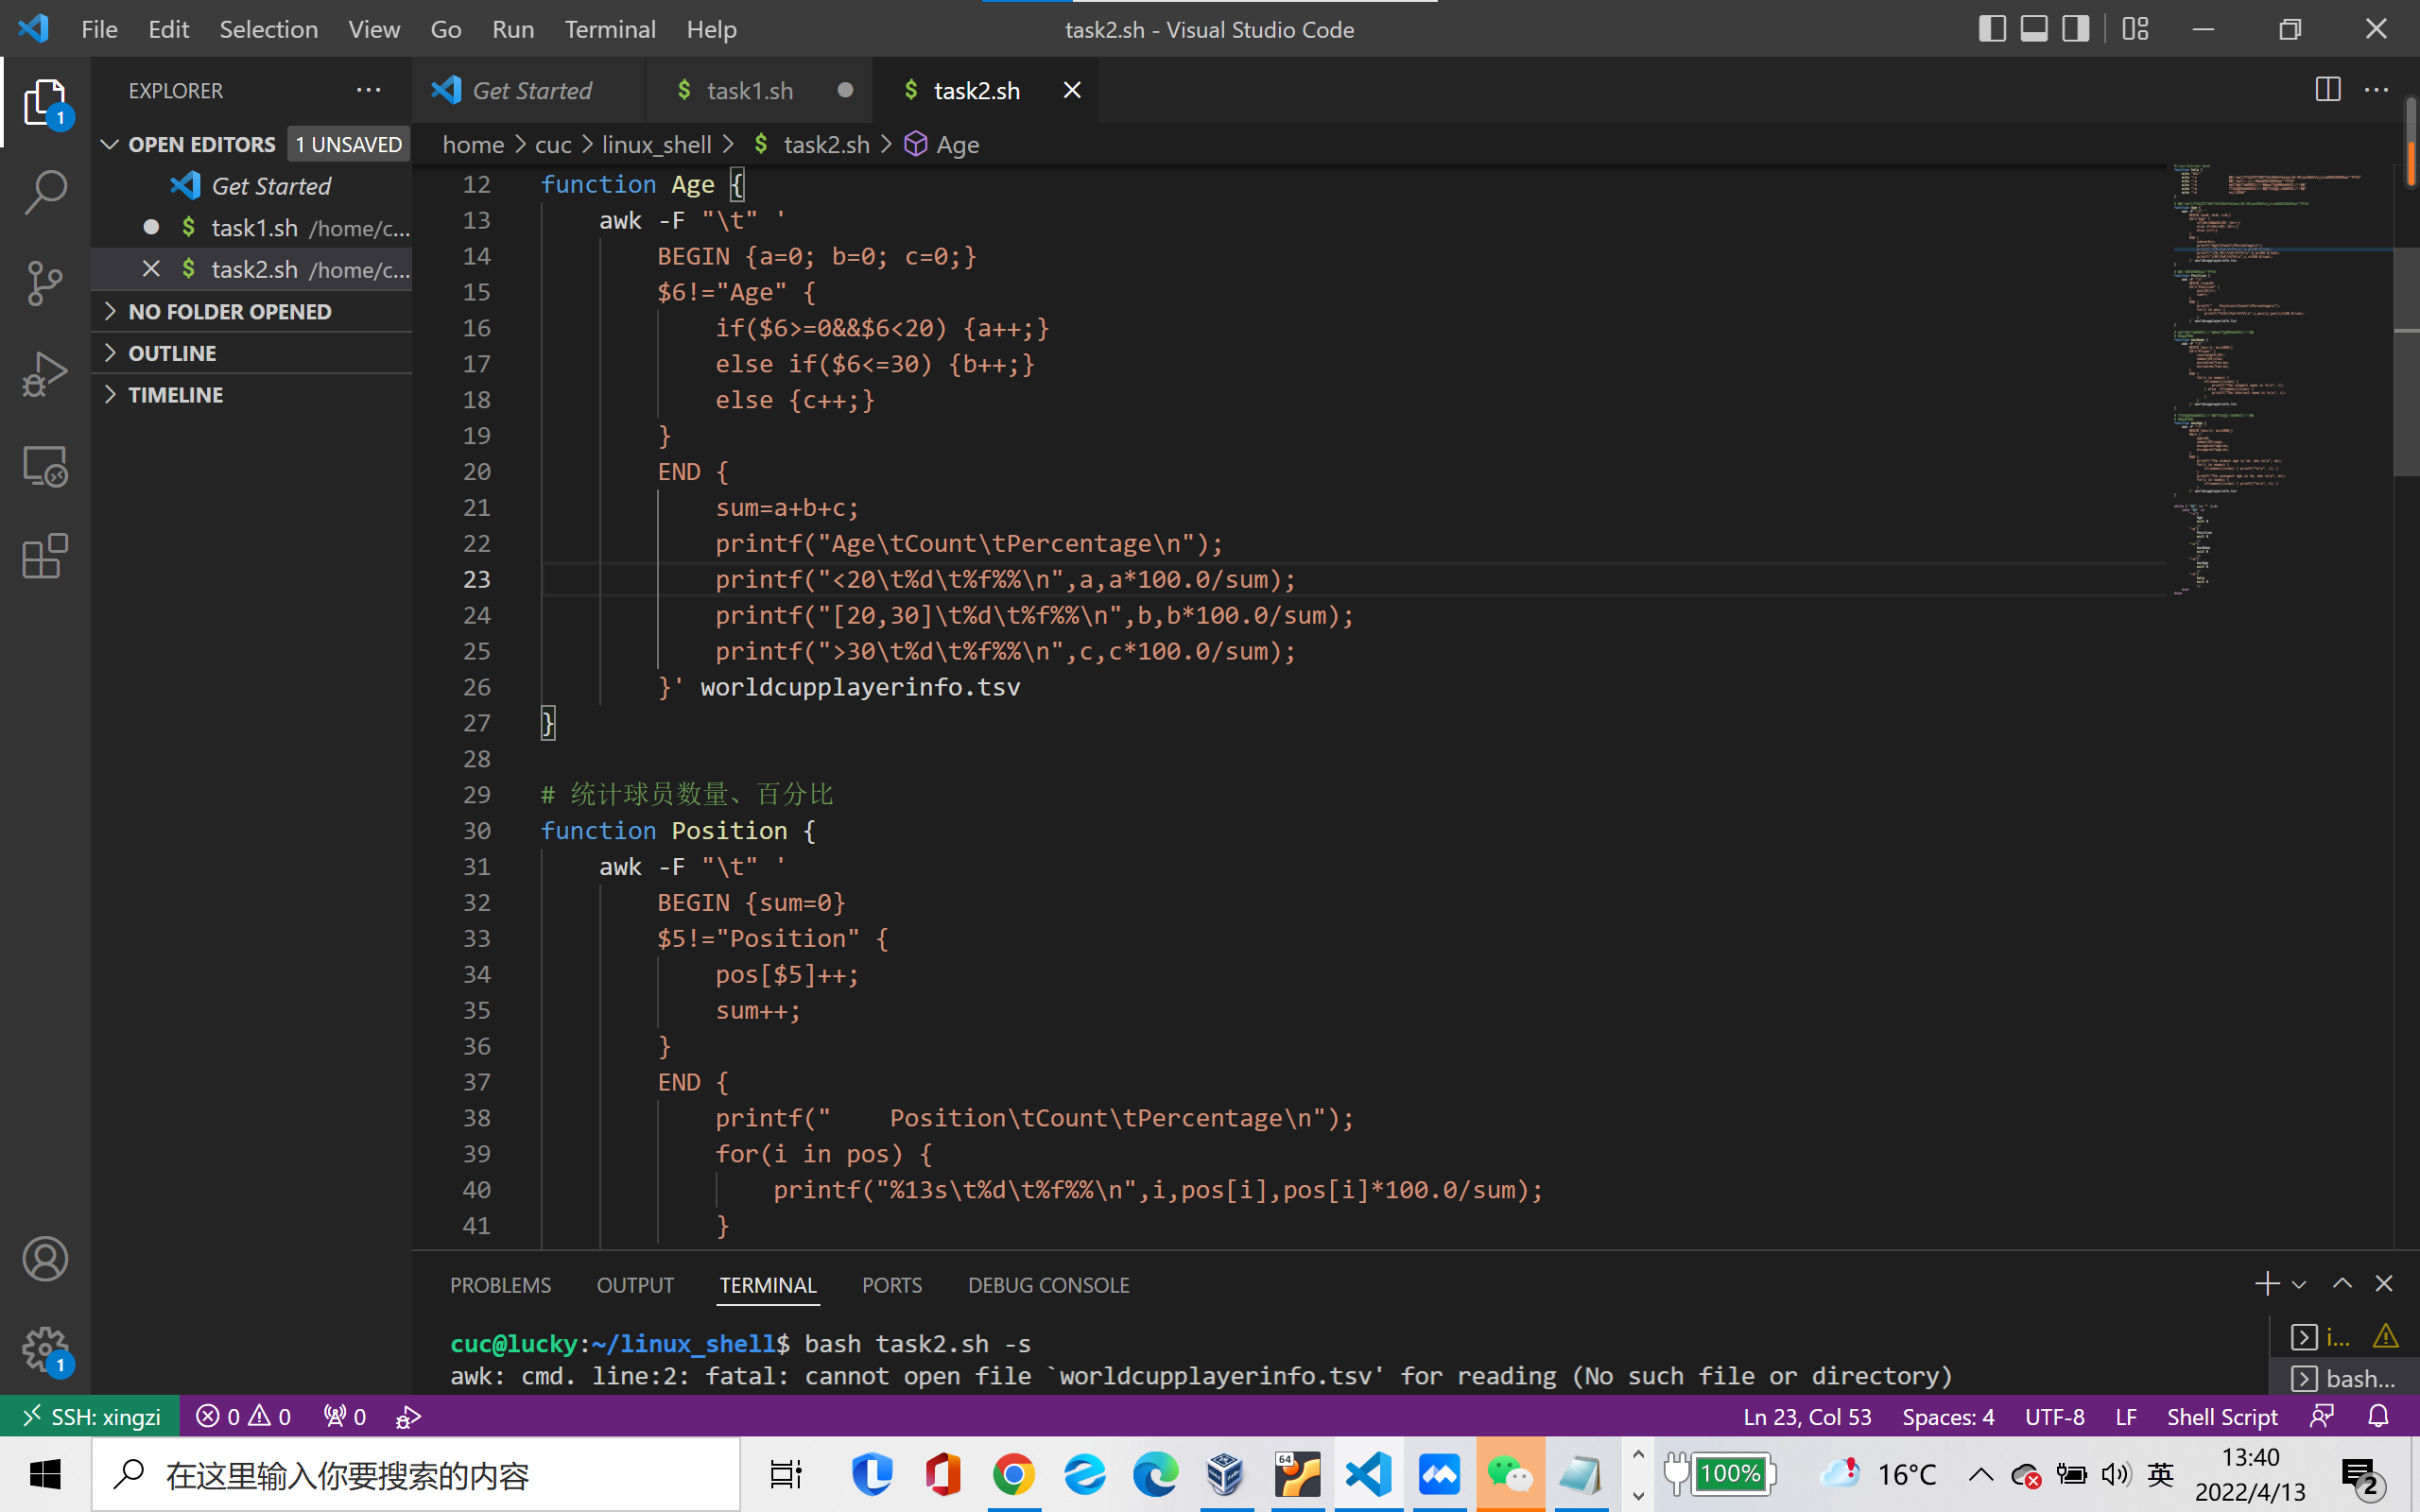 File Edit Selection View Go Run Terminal Help
task2.sh - Visual Studio Code
EXPLORER
OPEN EDITORS 1 UNSAVED
Get Started
task1.sh /home/c...
task2.sh /home/c...
NO FOLDER OPENED
OUTLINE
TIMELINE
1
1
Get Started
$ task1.sh
$ task2.sh
home > cuc > linux_shell > $ task2.sh > Age
12 function Age {
13 awk -F "\t" '
14 BEGIN {a=0; b=0; c=0;}
15 $6!="Age" {
16 if($6>=0&&$6<20) {a++;}
17 else if($6<=30) {b++;}
18 else {c++;}
19 }
20 END {
21 sum=a+b+c;
22 printf("Age\tCount\tPercentage\n");
23 printf("<20\t%d\t%f%%\n",a,a*100.0/sum);
24 printf("[20,30]\t%d\t%f%%\n",b,b*100.0/sum);
25 printf(">30\t%d\t%f%%\n",c,c*100.0/sum);
26 }' worldcupplayerinfo.tsv
27 }
28
29 # 统计球员数量、百分比
30 function Position {
31 awk -F "\t" '
32 BEGIN {sum=0}
33 $5!="Position" {
34 pos[$5]++;
35 sum++;
36 }
37 END {
38 printf("    Position\tCount\tPercentage\n");
39 for(i in pos) {
40 printf("%13s\t%d\t%f%%\n",i,pos[i],pos[i]*100.0/sum);
41 }
PROBLEMS OUTPUT TERMINAL PORTS DEBUG CONSOLE
cuc@lucky:~/linux_shell$ bash task2.sh -s
awk: cmd. line:2: fatal: cannot open file `worldcupplayerinfo.tsv' for reading (No such file or directory)
i...
bash...
SSH: xingzi 0 0 0
Ln 23, Col 53 Spaces: 4 UTF-8 LF Shell Script
在这里输入你要搜索的内容
64
100%
16°C
英
13:40
2022/4/13
2